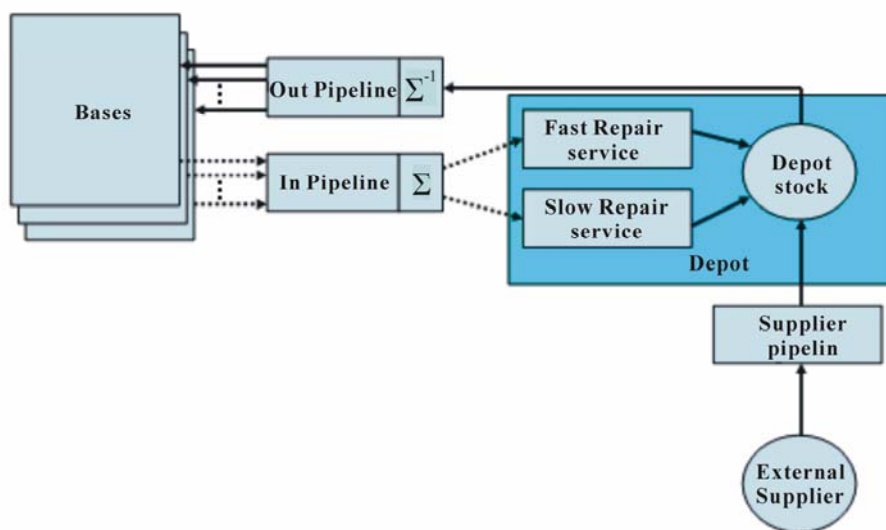 Bases
Out Pipeline
Σ⁻¹
In Pipeline
Σ
Fast Repair
service
Slow Repair
service
Depot
stock
Depot
Supplier
pipelin
External
Supplier